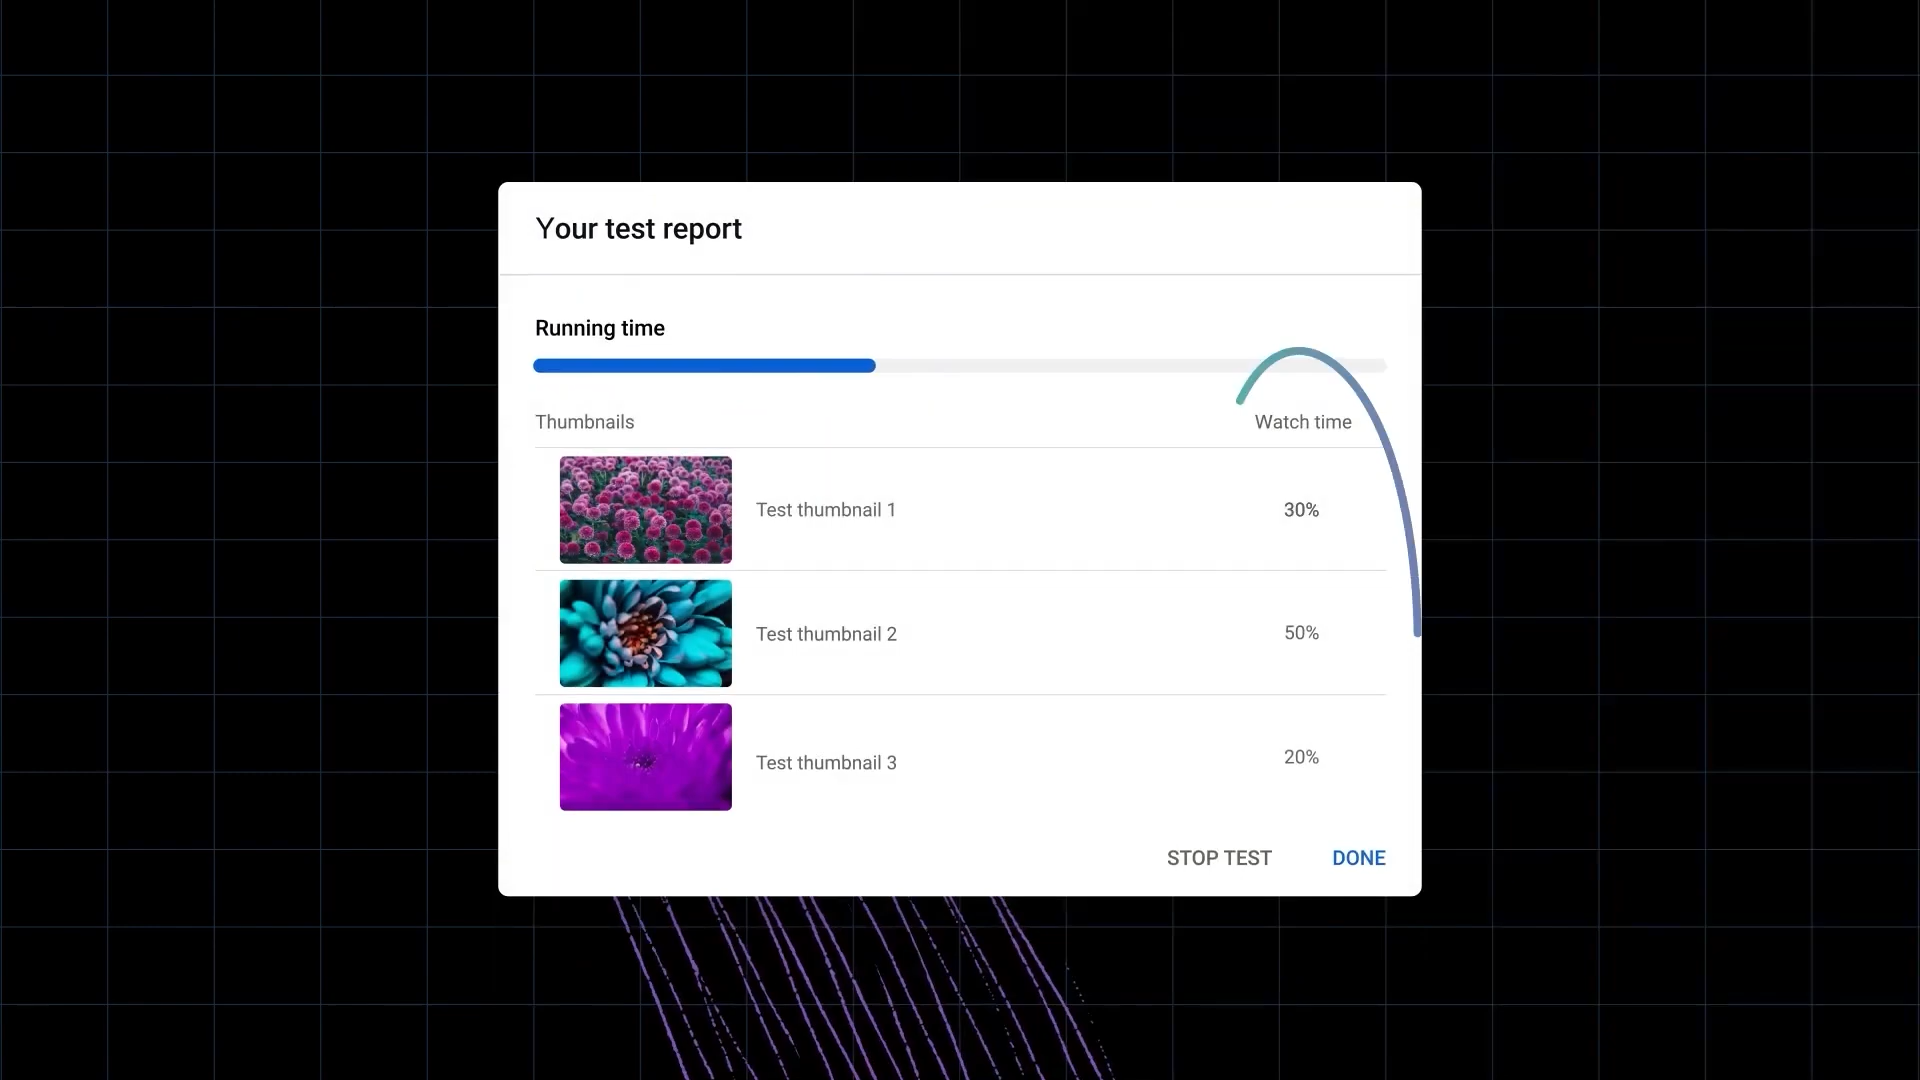 Your test report
Running time
Thumbnails Watch time
Test thumbnail 1 30%
Test thumbnail 2 50%
Test thumbnail 3 20%
STOP TEST DONE